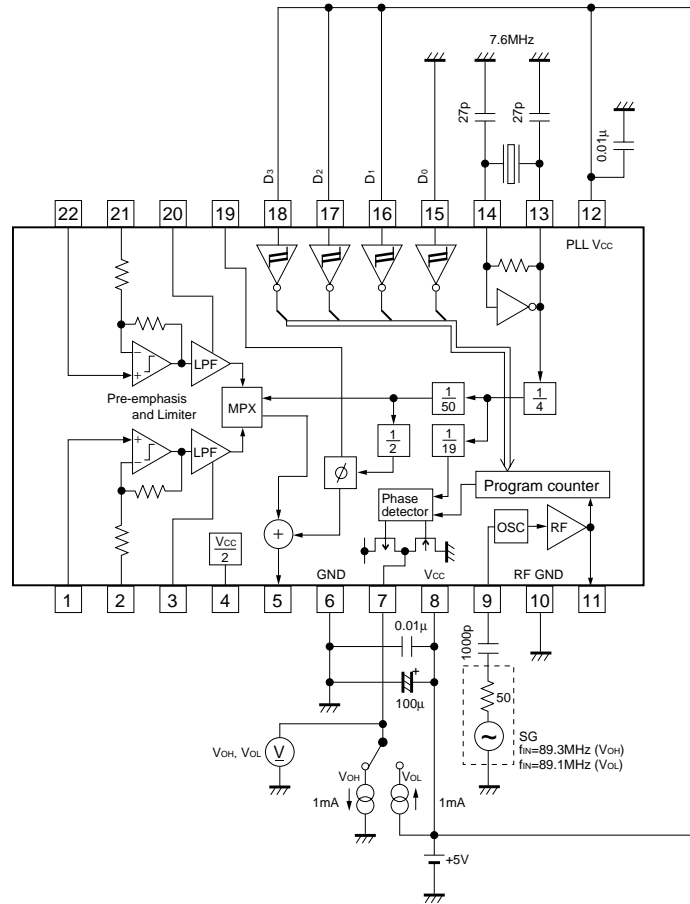 7.6MHz
27p
27p
0.01μ
D3
D2
D1
D0
22
21
20
19
18
17
16
15
14
13
12
PLL VCC
LPF
Pre-emphasis
and Limiter
MPX
1/50
1/4
1/2
1/19
LPF
φ
Phase
detector
Program counter
OSC
RF
VCC/2
+
GND
VCC
RF GND
1
2
3
4
5
6
7
8
9
10
11
0.01μ
1000p
+
100μ
50
SG
fIN=89.3MHz (VOH)
fIN=89.1MHz (VOL)
VOH, VOL
V
VOH
VOL
1mA
1mA
+5V